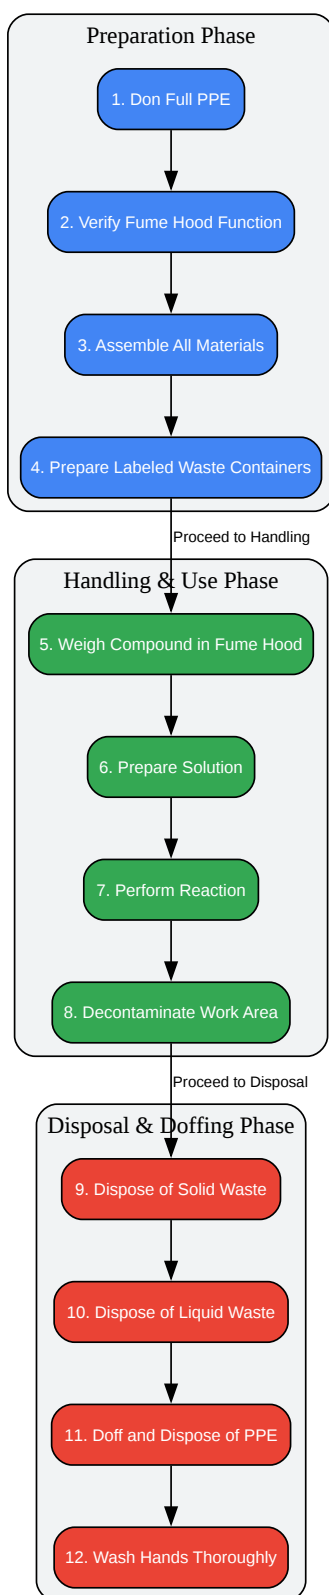 Preparation Phase
1. Don Full PPE
2. Verify Fume Hood Function
3. Assemble All Materials
4. Prepare Labeled Waste Containers
Proceed to Handling
Handling & Use Phase
5. Weigh Compound in Fume Hood
6. Prepare Solution
7. Perform Reaction
8. Decontaminate Work Area
Proceed to Disposal
Disposal & Doffing Phase
9. Dispose of Solid Waste
10. Dispose of Liquid Waste
11. Doff and Dispose of PPE
12. Wash Hands Thoroughly